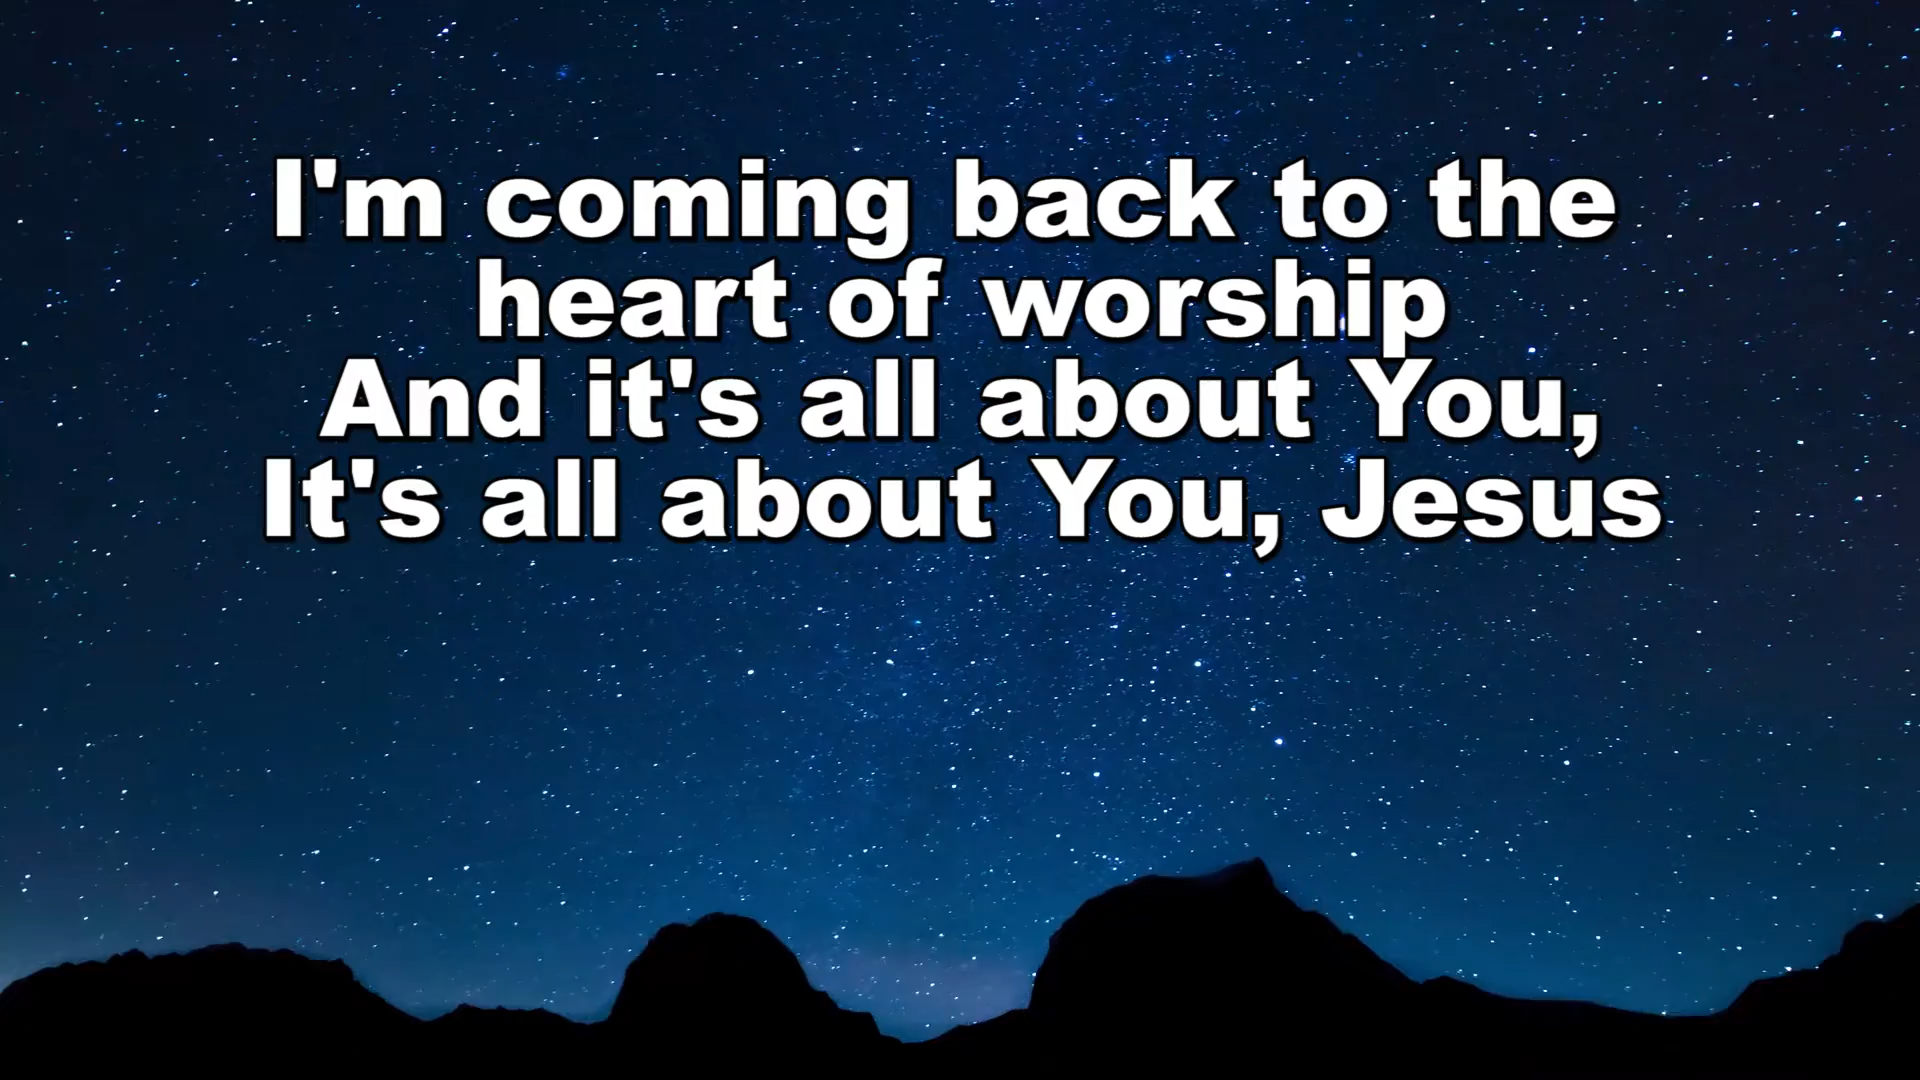 I'm coming back to the
heart of worship
And it's all about You,
It's all about You, Jesus